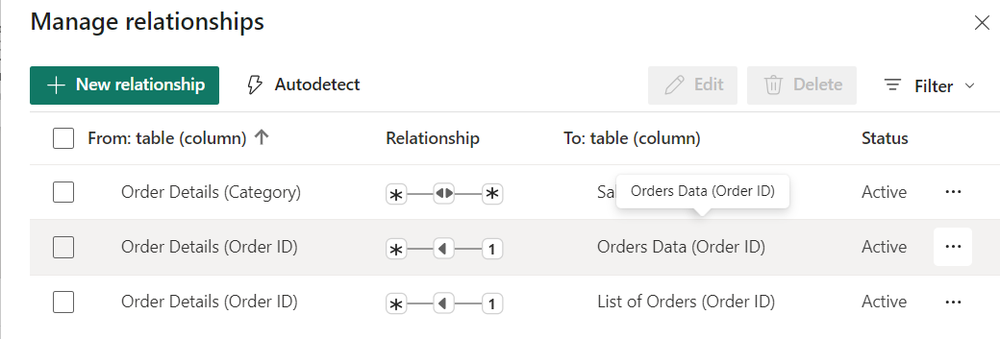 Manage relationships
New relationship Autodetect Edit Delete Filter
From: table (column) Relationship To: table (column) Status
Order Details (Category) * * Sa Active ...
Orders Data (Order ID)
Order Details (Order ID) * 1 Orders Data (Order ID) Active ...
Order Details (Order ID) * 1 List of Orders (Order ID) Active ...